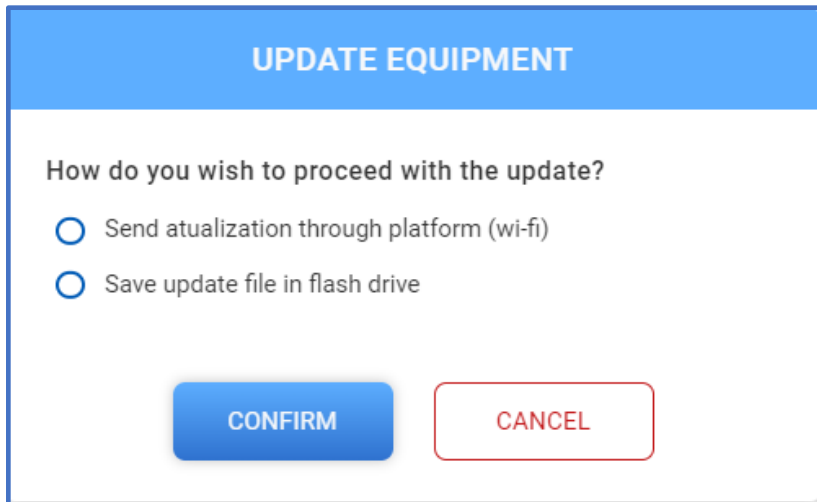 UPDATE EQUIPMENT
How do you wish to proceed with the update?
Send atualization through platform (wi-fi)
Save update file in flash drive
CONFIRM
CANCEL